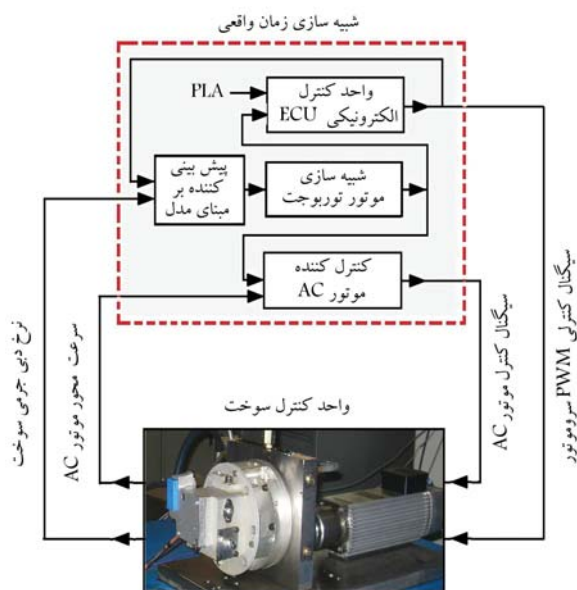 شبیه سازی زمان واقعی
PLA
واحد کنترل
الکترونیکی ECU
پیش بینی
کننده بر
مبنای مدل
شبیه سازی
موتور توربوجت
کنترل کننده
موتور AC
سیگنال کنترلی PWM سروموتور
سیگنال کنترل موتور AC
سرعت محور موتور AC
نرخ دبی جرمی سوخت
واحد کنترل سوخت